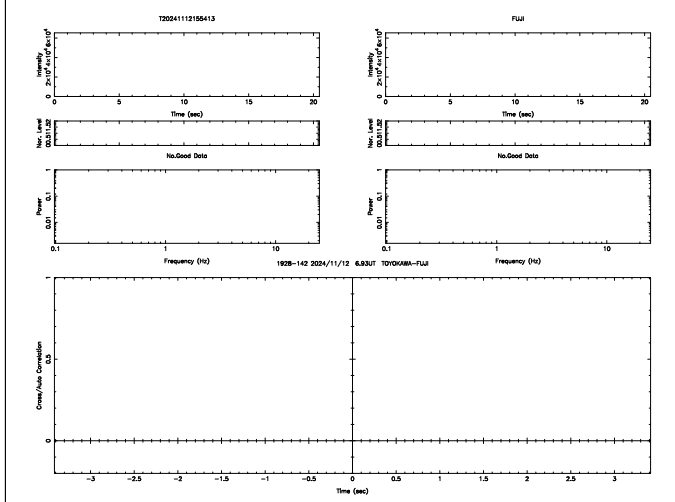 T20241112155413 FUJI
Intensity 0 2×10⁴ 4×10⁴ 6×10⁴ Intensity 0 2×10⁴ 4×10⁴ 6×10⁴
0 5 10 15 20 0 5 10 15 20
Time (sec) Time (sec)
Nor. Level 00.511.52 Nor. Level 00.511.52
No.Good Data No.Good Data
Power 0.01 0.1 1 Power 0.01 0.1 1
0.1 1 10 0.1 1 10
Frequency (Hz) Frequency (Hz)
1928-142 2024/11/12 6.93UT TOYOKAWA-FUJI
Cross/Auto Correlation 0 0.5 1
-3 -2.5 -2 -1.5 -1 -0.5 0 0.5 1 1.5 2 2.5 3
Time (sec)